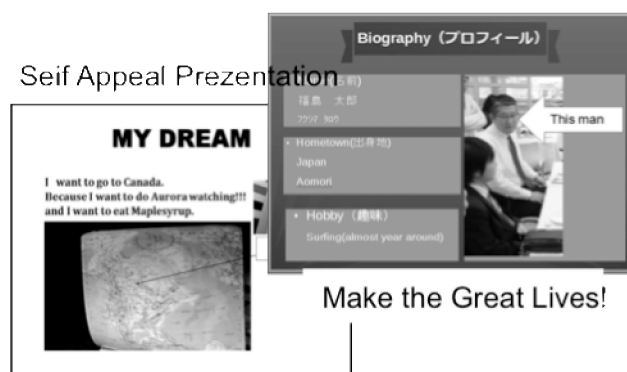 Biography（プロフィール）
Seif Appeal Prezentation
福島　太郎
This man
MY DREAM
• Hometown(出身地)
Japan
Aomori
I want to go to Canada.
Because I want to do Aurora watching!!!
and I want to eat Maplesyrup.
• Hobby（趣味）
Surfing(almost year around)
Make the Great Lives!